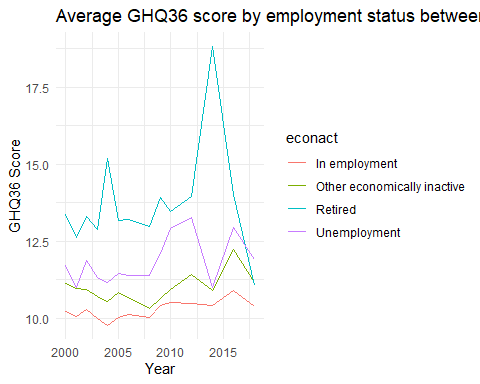 Average GHQ36 score by employment status between
17.5
15.0
12.5
10.0
GHQ36 Score
2000
2005
2010
2015
Year
econact
In employment
Other economically inactive
Retired
Unemployment